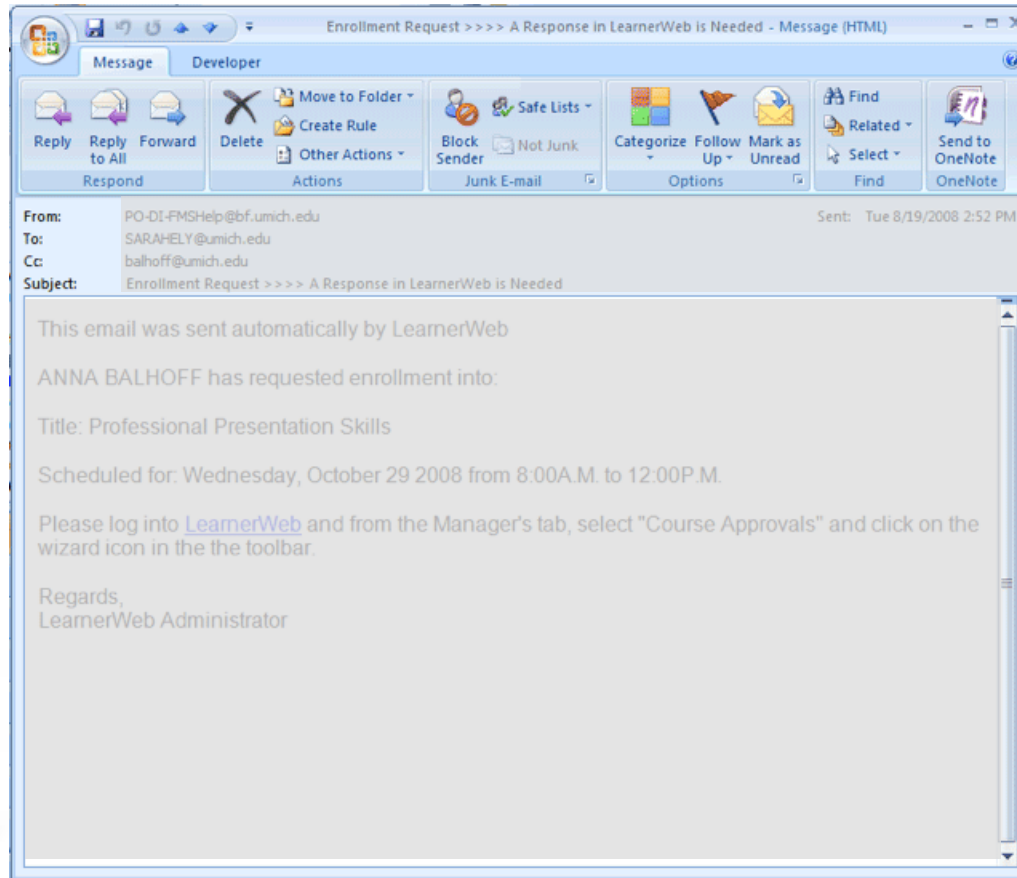 Enrollment Request >>>> A Response in LearnerWeb is Needed - Message (HTML)
Message Developer
Reply
Reply to All
Forward
Respond
Delete
Move to Folder
Create Rule
Other Actions
Actions
Block Sender
Safe Lists
Not Junk
Junk E-mail
Categorize
Follow Up
Mark as Unread
Options
Find
Related
Select
Find
Send to OneNote
OneNote
From: PO-DI-FMSHelp@bf.umich.edu Sent: Tue 8/19/2008 2:52 PM
To: SARAHELY@umich.edu
Cc: balhoff@umich.edu
Subject: Enrollment Request >>>> A Response in LearnerWeb is Needed
This email was sent automatically by LearnerWeb
ANNA BALHOFF has requested enrollment into:
Title: Professional Presentation Skills
Scheduled for: Wednesday, October 29 2008 from 8:00A.M. to 12:00P.M.
Please log into LearnerWeb and from the Manager's tab, select "Course Approvals" and click on the
wizard icon in the the toolbar.
Regards,
LearnerWeb Administrator